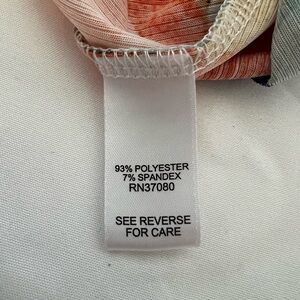 93% POLYESTER
7% SPANDEX
RN37080
SEE REVERSE
FOR CARE